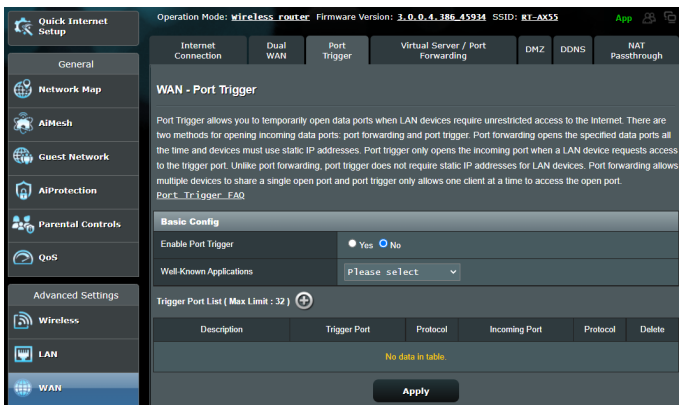 Quick Internet
Setup
General
Network Map
AiMesh
Guest Network
AiProtection
Parental Controls
QoS
Advanced Settings
Wireless
LAN
WAN
Operation Mode: Wireless router Firmware Version: 3.0.0.4.386_45934 SSID: RT-AX55
App
Internet
Connection
Dual
WAN
Port
Trigger
Virtual Server / Port
Forwarding
DMZ
DDNS
NAT
Passthrough
WAN - Port Trigger
Port Trigger allows you to temporarily open data ports when LAN devices require unrestricted access to the Internet. There are
two methods for opening incoming data ports: port forwarding and port trigger. Port forwarding opens the specified data ports all
the time and devices must use static IP addresses. Port trigger only opens the incoming port when a LAN device requests access
to the trigger port. Unlike port forwarding, port trigger does not require static IP addresses for LAN devices. Port forwarding allows
multiple devices to share a single open port and port trigger only allows one client at a time to access the open port.
Port Trigger FAQ
Basic Config
Enable Port Trigger Yes No
Well-Known Applications Please select
Trigger Port List ( Max Limit : 32 )
Description Trigger Port Protocol Incoming Port Protocol Delete
No data in table.
Apply